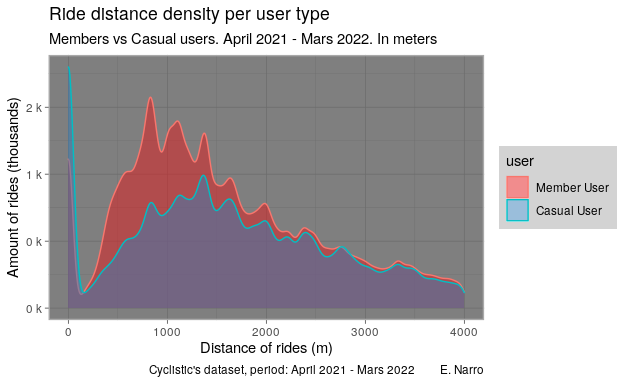 Ride distance density per user type
Members vs Casual users. April 2021 - Mars 2022. In meters
Amount of rides (thousands)
2 k
1 k
0 k
0 k
0
1000
2000
3000
4000
Distance of rides (m)
user
Member User
Casual User
Cyclistic's dataset, period: April 2021 - Mars 2022 E. Narro